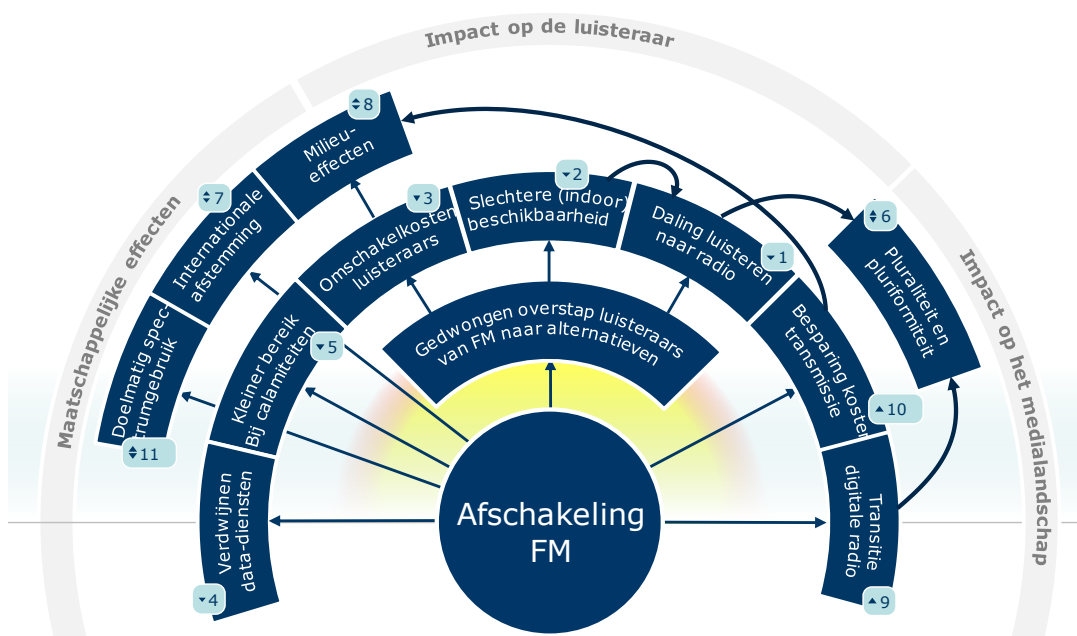 Impact op de luisteraar
Maatschappelijke effecten
Impact op het medialandschap
8
Milieu-
effecten
7
Internationale
afstemming
11
Doelmatig spec-
trumgebruik
3
Omschakelkosten
luisteraars
2
Slechtere (indoor)
beschikbaarheid
1
Daling luisteren
naar radio
6
Pluraliteit en
pluriformiteit
5
Kleiner bereik
Bij calamiteiten
Gedwongen overstap luisteraars
van FM naar alternatieven
10
Besparing kosten
transmissie
4
Verdwijnen
data-diensten
Afschakeling
FM
9
Transitie
digitale radio